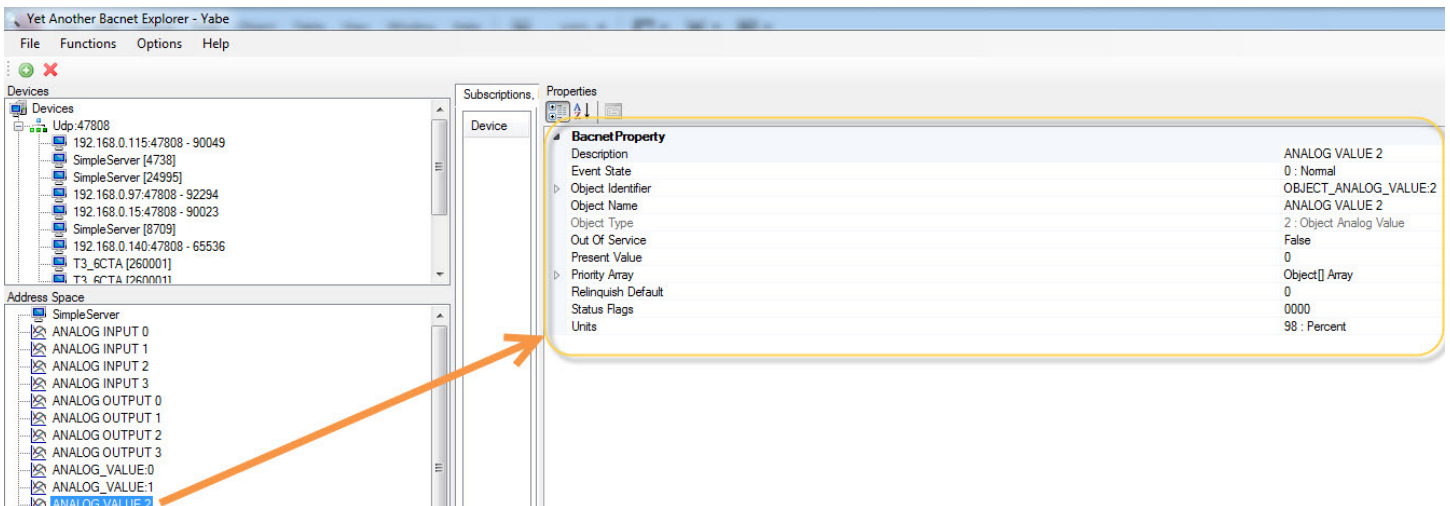 Yet Another Bacnet Explorer - Yabe
File Functions Options Help
Devices
Devices
Udp:47808
192.168.0.115:47808 - 90049
SimpleServer [4738]
SimpleServer [24995]
192.168.0.97:47808 - 92294
192.168.0.15:47808 - 90023
SimpleServer [8709]
192.168.0.140:47808 - 65536
T3_6CTA [260001]
T3_6CTA [260001]
Address Space
SimpleServer
ANALOG INPUT 0
ANALOG INPUT 1
ANALOG INPUT 2
ANALOG INPUT 3
ANALOG OUTPUT 0
ANALOG OUTPUT 1
ANALOG OUTPUT 2
ANALOG OUTPUT 3
ANALOG_VALUE:0
ANALOG_VALUE:1
ANALOG VALUE 2
Subscriptions,
Device
Properties
BacnetProperty
Description ANALOG VALUE 2
Event State 0 : Normal
Object Identifier OBJECT_ANALOG_VALUE:2
Object Name ANALOG VALUE 2
Object Type 2 : Object Analog Value
Out Of Service False
Present Value 0
Priority Array Object[] Array
Relinquish Default 0
Status Flags 0000
Units 98 : Percent